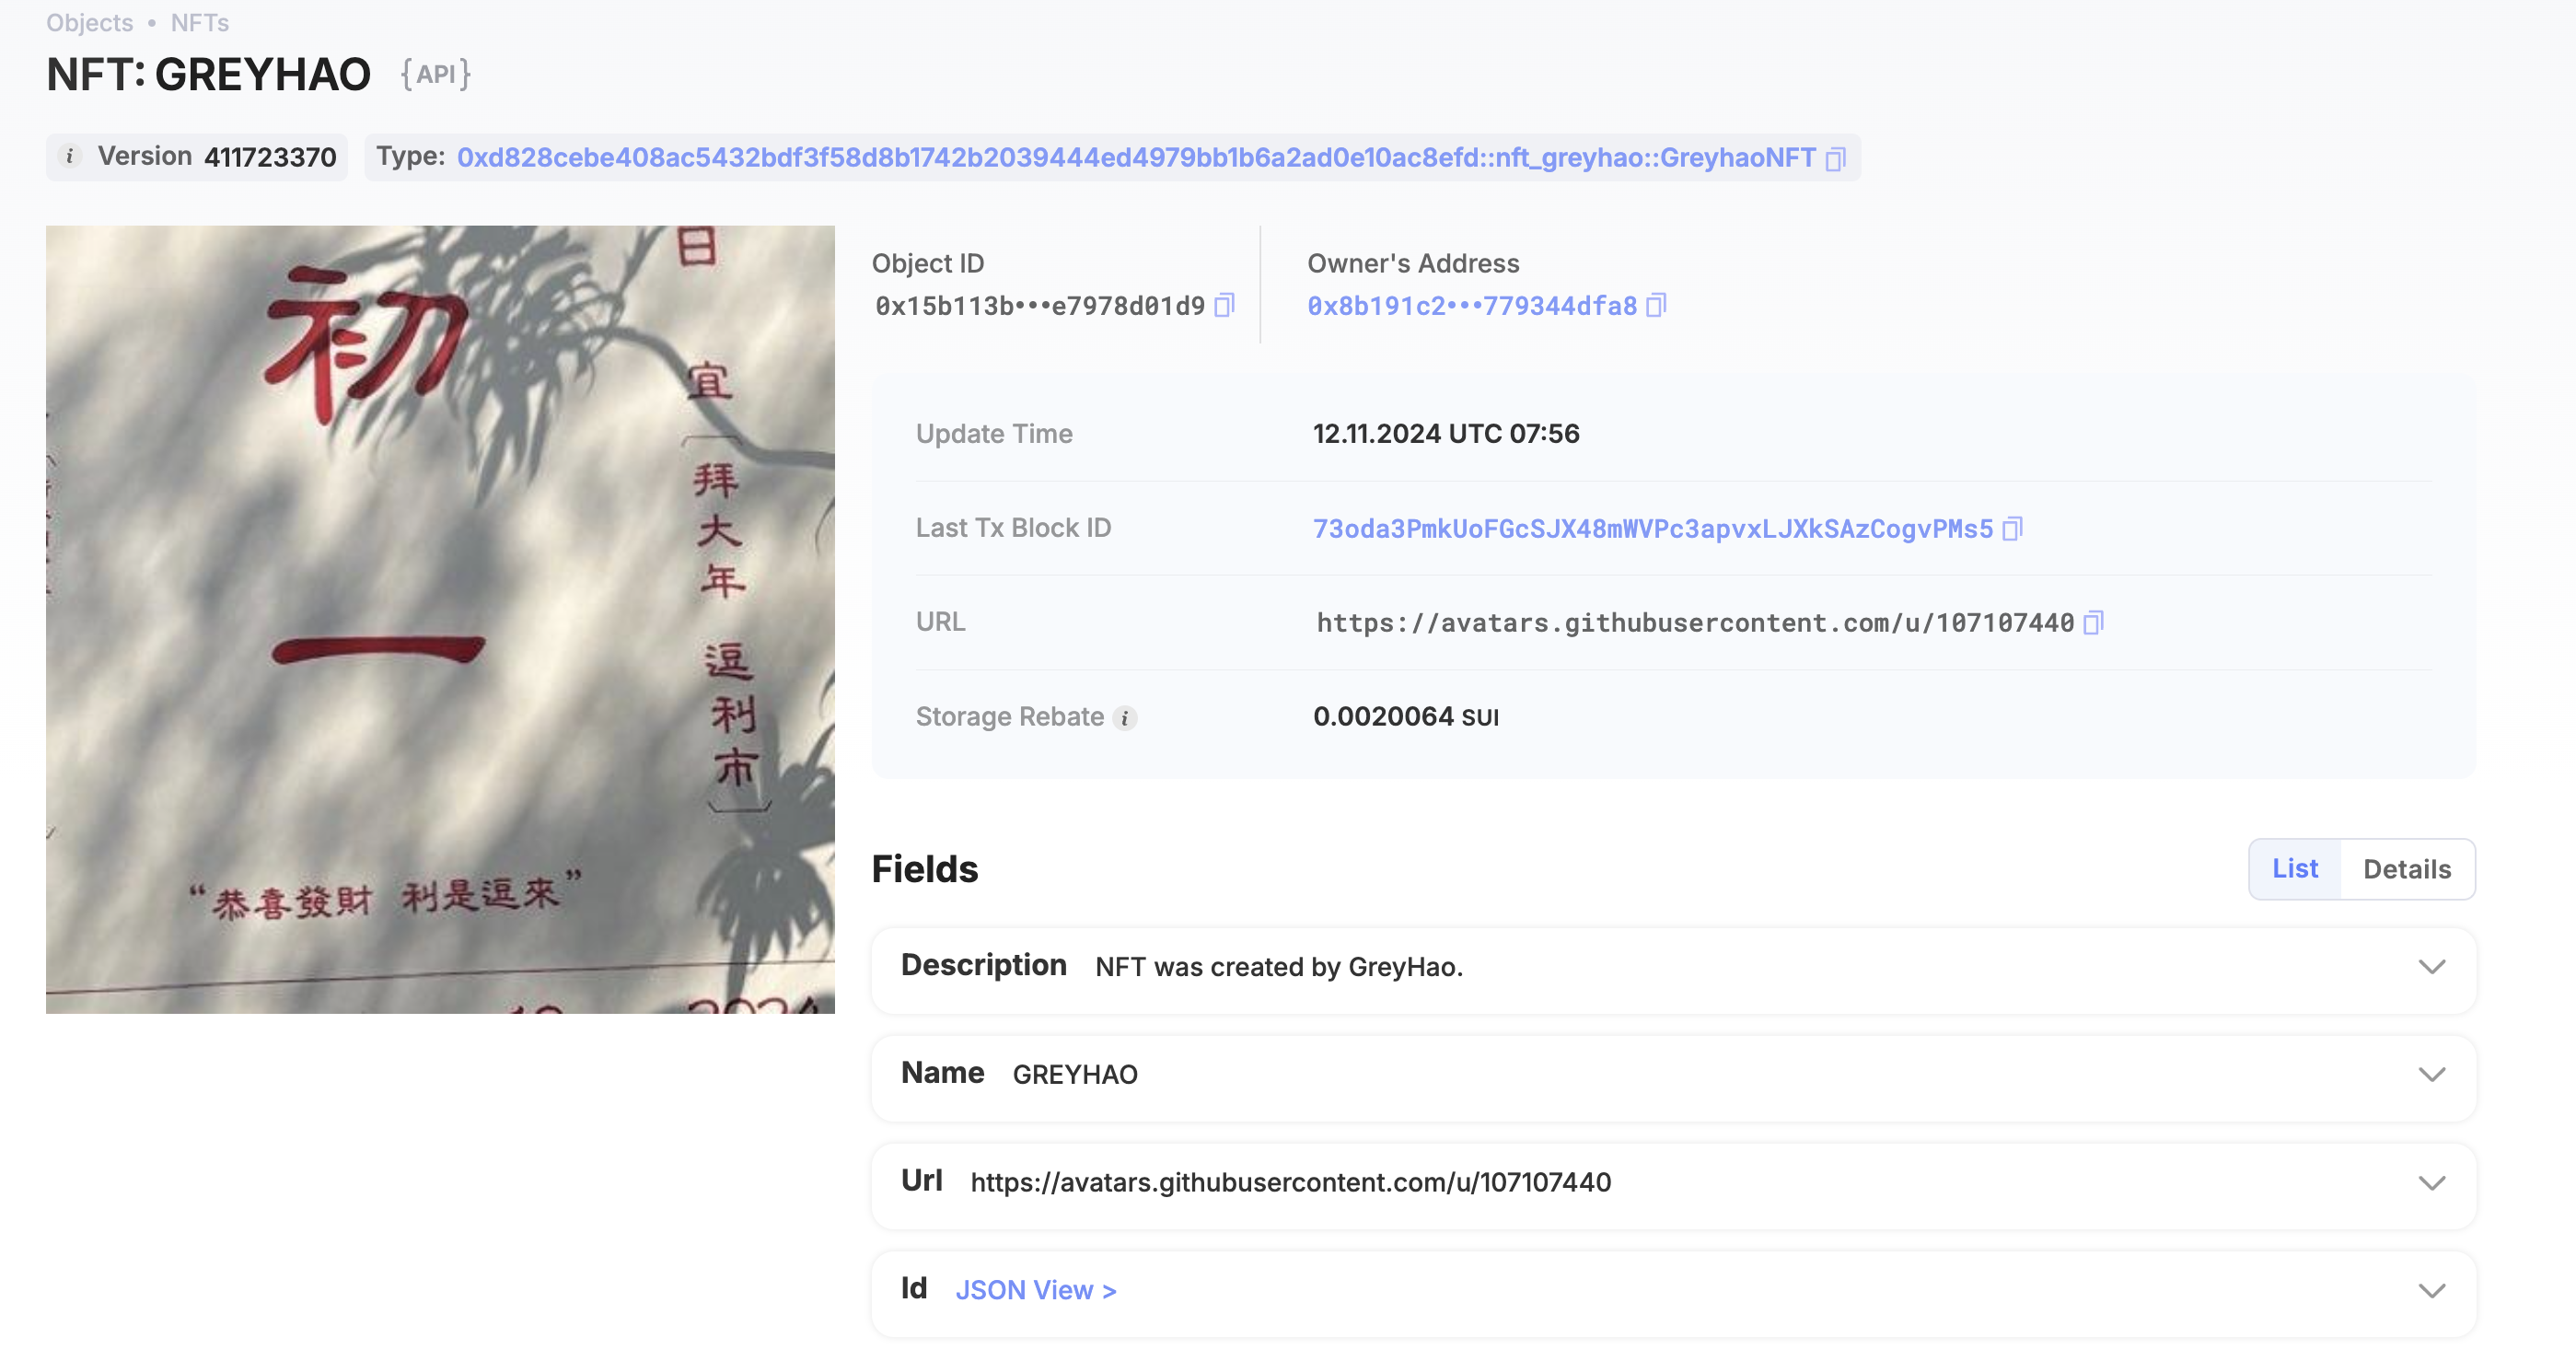 Objects • NFTs
NFT: GREYHAO {API}
i Version 411723370 Type: 0xd828cebe408ac5432bdf3f58d8b1742b2039444ed4979bb1b6a2ad0e10ac8efd::nft_greyhao::GreyhaoNFT
日
初
一
宜
拜大年
逗利市
“恭喜發財 利是逗來”
Object ID
0x15b113b•••e7978d01d9
Owner's Address
0x8b191c2•••779344dfa8
Update Time 12.11.2024 UTC 07:56
Last Tx Block ID 73oda3PmkUoFGcSJX48mWVPc3apvxLJXkSAzCogvPMs5
URL https://avatars.githubusercontent.com/u/107107440
Storage Rebate i 0.0020064 SUI
Fields
List Details
Description NFT was created by GreyHao.
Name GREYHAO
Url https://avatars.githubusercontent.com/u/107107440
Id JSON View >